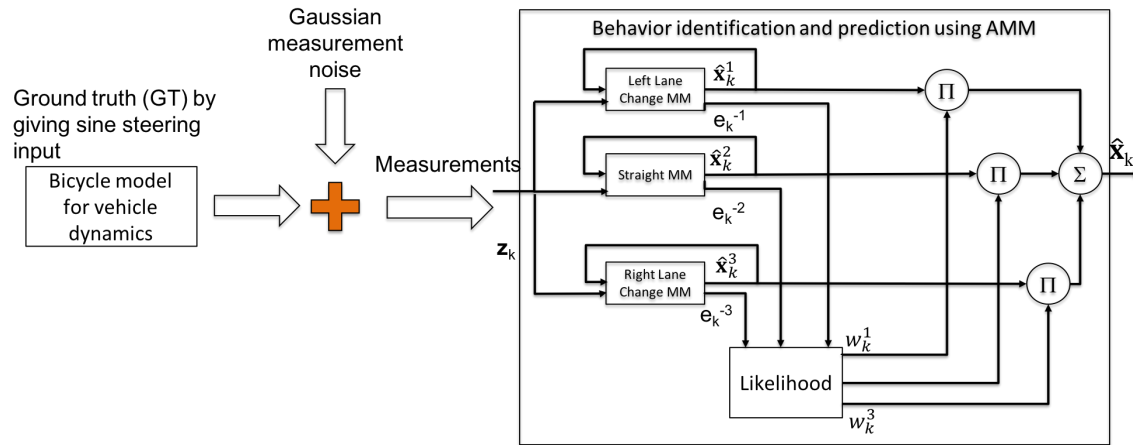 Gaussian
measurement
noise
Ground truth (GT) by
giving sine steering
input
Bicycle model
for vehicle
dynamics
Measurements
z_k
Behavior identification and prediction using AMM
Left Lane
Change MM
x̂_k^1
e_k^{-1}
Straight MM
x̂_k^2
e_k^{-2}
Right Lane
Change MM
x̂_k^3
e_k^{-3}
Likelihood
w_k^1
w_k^3
Π
Π
Π
Σ
x̂_k